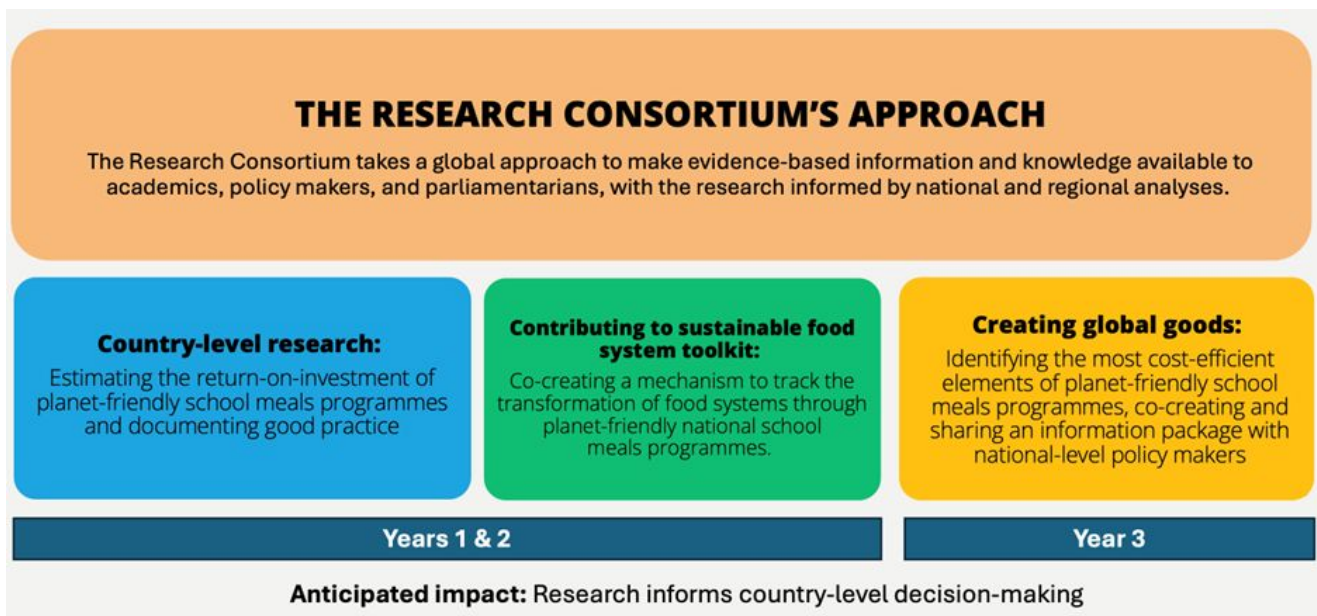 THE RESEARCH CONSORTIUM'S APPROACH
The Research Consortium takes a global approach to make evidence-based information and knowledge available to
academics, policy makers, and parliamentarians, with the research informed by national and regional analyses.
Country-level research:
Estimating the return-on-investment of
planet-friendly school meals programmes
and documenting good practice
Contributing to sustainable food
system toolkit:
Co-creating a mechanism to track the
transformation of food systems through
planet-friendly national school
meals programmes.
Creating global goods:
Identifying the most cost-efficient
elements of planet-friendly school
meals programmes, co-creating and
sharing an information package with
national-level policy makers
Years 1 & 2
Year 3
Anticipated impact: Research informs country-level decision-making